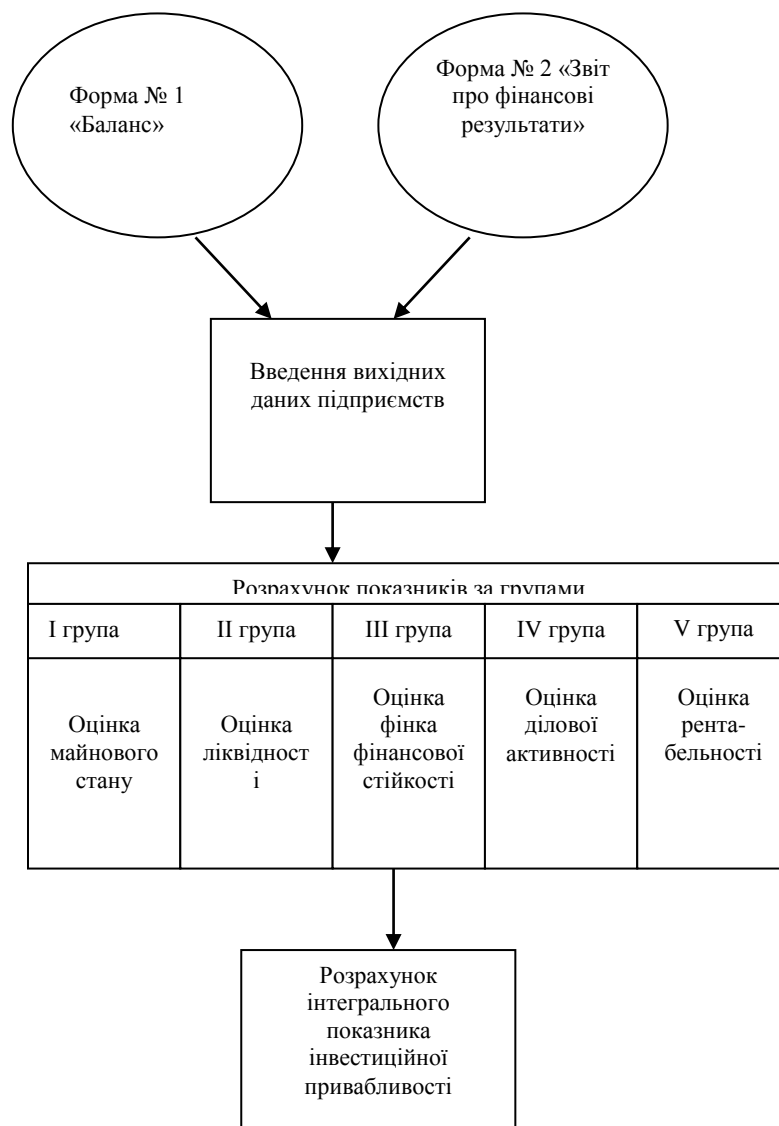 Форма № 1
«Баланс»
Форма № 2 «Звіт
про фінансові
результати»
Введення вихідних
даних підприємств
Розрахунок показників за групами
І група
ІІ група
ІІІ група
IV група
V група
Оцінка
майнового
стану
Оцінка
ліквідност
і
Оцінка
фінка
фінансової
стійкості
Оцінка
ділової
активності
Оцінка
рента-
бельності
Розрахунок
інтегрального
показника
інвестиційної
привабливості